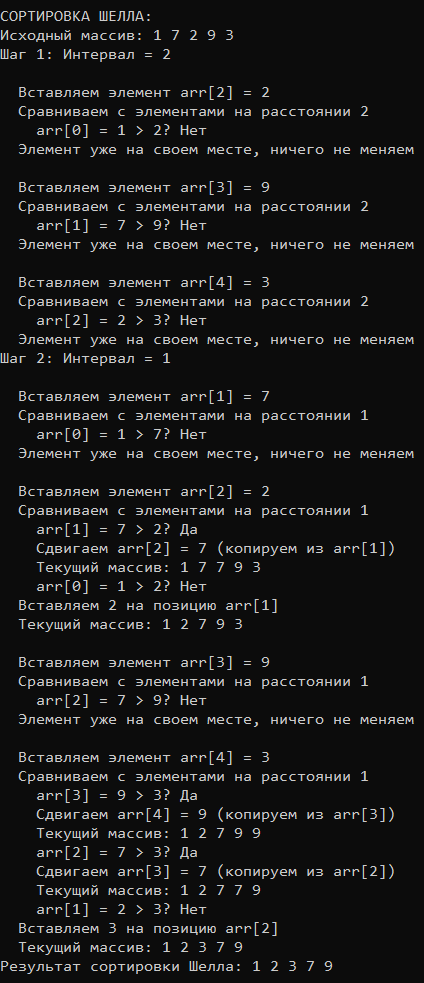 СОРТИРОВКА ШЕЛЛА:
Исходный массив: 1 7 2 9 3
Шаг 1: Интервал = 2
Вставляем элемент arr[2] = 2
Сравниваем с элементами на расстоянии 2
arr[0] = 1 > 2? Нет
Элемент уже на своем месте, ничего не меняем
Вставляем элемент arr[3] = 9
Сравниваем с элементами на расстоянии 2
arr[1] = 7 > 9? Нет
Элемент уже на своем месте, ничего не меняем
Вставляем элемент arr[4] = 3
Сравниваем с элементами на расстоянии 2
arr[2] = 2 > 3? Нет
Элемент уже на своем месте, ничего не меняем
Шаг 2: Интервал = 1
Вставляем элемент arr[1] = 7
Сравниваем с элементами на расстоянии 1
arr[0] = 1 > 7? Нет
Элемент уже на своем месте, ничего не меняем
Вставляем элемент arr[2] = 2
Сравниваем с элементами на расстоянии 1
arr[1] = 7 > 2? Да
Сдвигаем arr[2] = 7 (копируем из arr[1])
Текущий массив: 1 7 7 9 3
arr[0] = 1 > 2? Нет
Вставляем 2 на позицию arr[1]
Текущий массив: 1 2 7 9 3
Вставляем элемент arr[3] = 9
Сравниваем с элементами на расстоянии 1
arr[2] = 7 > 9? Нет
Элемент уже на своем месте, ничего не меняем
Вставляем элемент arr[4] = 3
Сравниваем с элементами на расстоянии 1
arr[3] = 9 > 3? Да
Сдвигаем arr[4] = 9 (копируем из arr[3])
Текущий массив: 1 2 7 9 9
arr[2] = 7 > 3? Да
Сдвигаем arr[3] = 7 (копируем из arr[2])
Текущий массив: 1 2 7 7 9
arr[1] = 2 > 3? Нет
Вставляем 3 на позицию arr[2]
Текущий массив: 1 2 3 7 9
Результат сортировки Шелла: 1 2 3 7 9